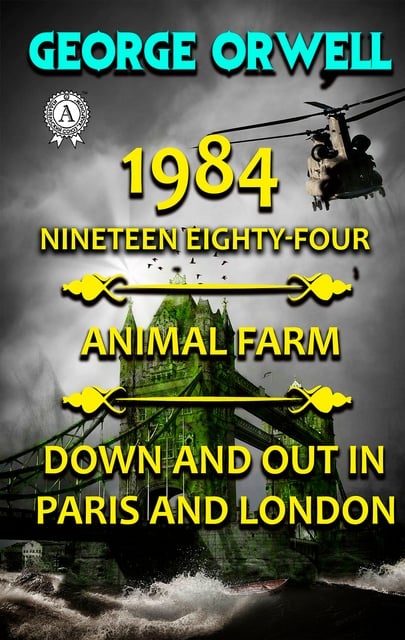 GEORGE ORWELL
A
1984
NINETEEN EIGHTY-FOUR
ANIMAL FARM
DOWN AND OUT IN
PARIS AND LONDON